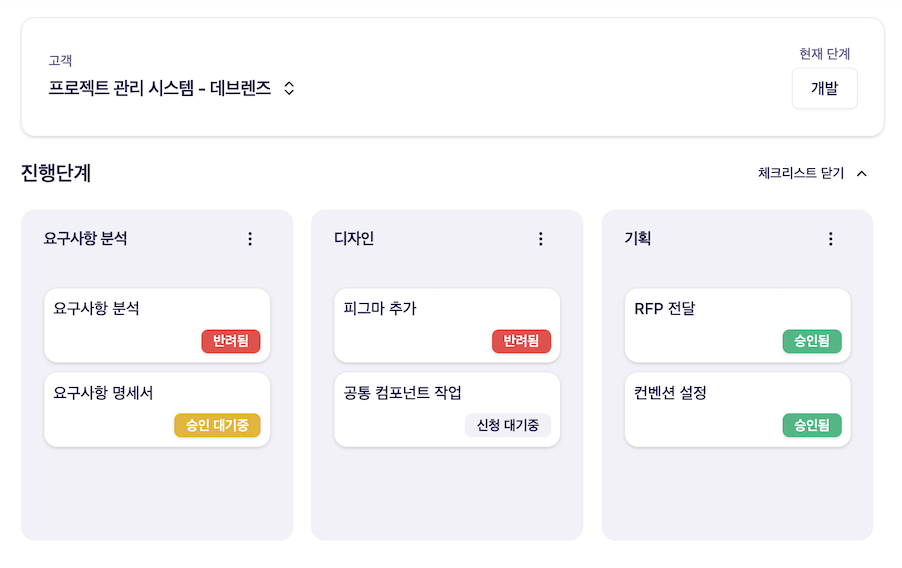 고객
프로젝트 관리 시스템 - 데브렌즈
현재 단계
개발
진행단계
체크리스트 닫기
요구사항 분석
요구사항 분석
반려됨
요구사항 명세서
승인 대기중
디자인
피그마 추가
반려됨
공통 컴포넌트 작업
신청 대기중
기획
RFP 전달
승인됨
컨벤션 설정
승인됨